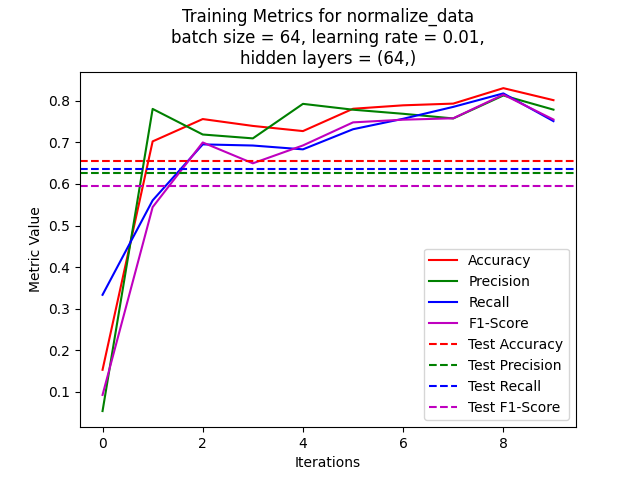 Training Metrics for normalize_data
batch size = 64, learning rate = 0.01,
hidden layers = (64,)
Metric Value
0.8
0.7
0.6
0.5
0.4
0.3
0.2
0.1
Accuracy
Precision
Recall
F1-Score
Test Accuracy
Test Precision
Test Recall
Test F1-Score
0 2 4 6 8
Iterations